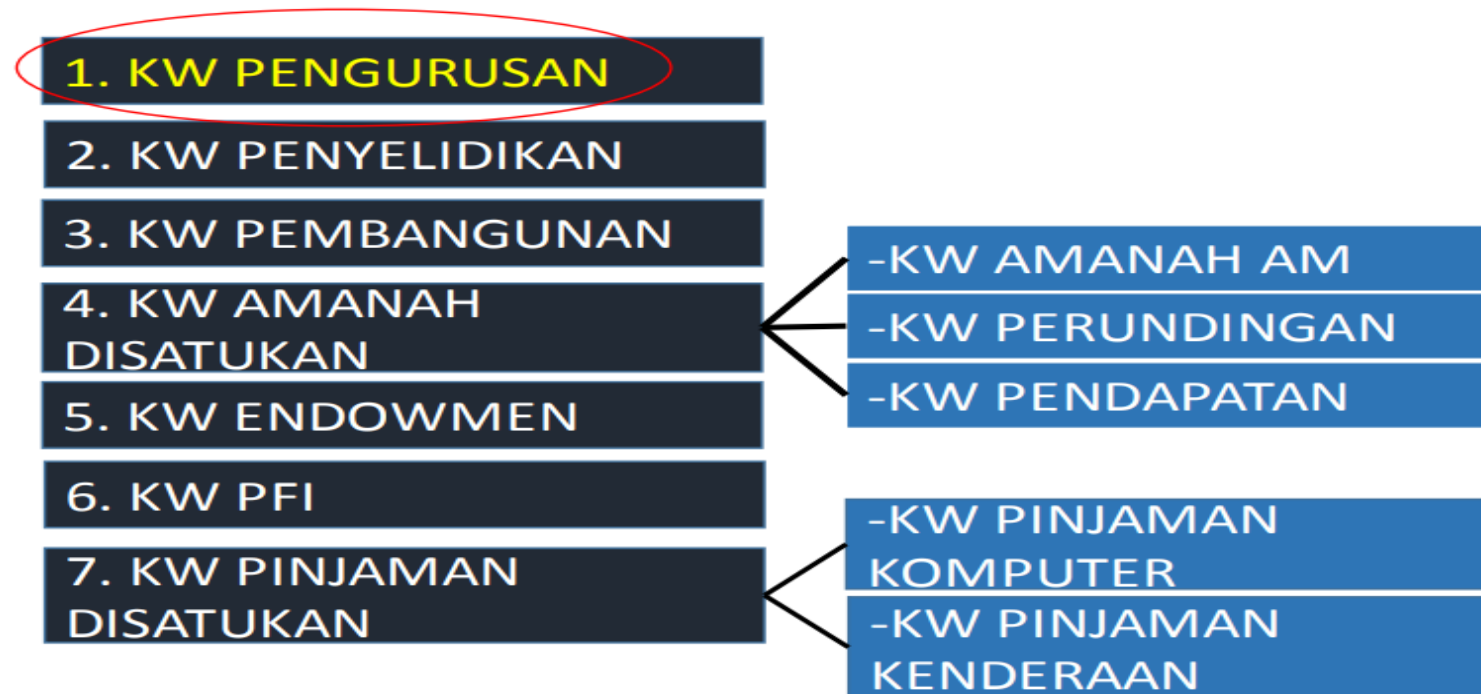 1. KW PENGURUSAN
2. KW PENYELIDIKAN
3. KW PEMBANGUNAN
4. KW AMANAH
DISATUKAN
-KW AMANAH AM
-KW PERUNDINGAN
-KW PENDAPATAN
5. KW ENDOWMEN
6. KW PFI
7. KW PINJAMAN
DISATUKAN
-KW PINJAMAN
KOMPUTER
-KW PINJAMAN
KENDERAAN